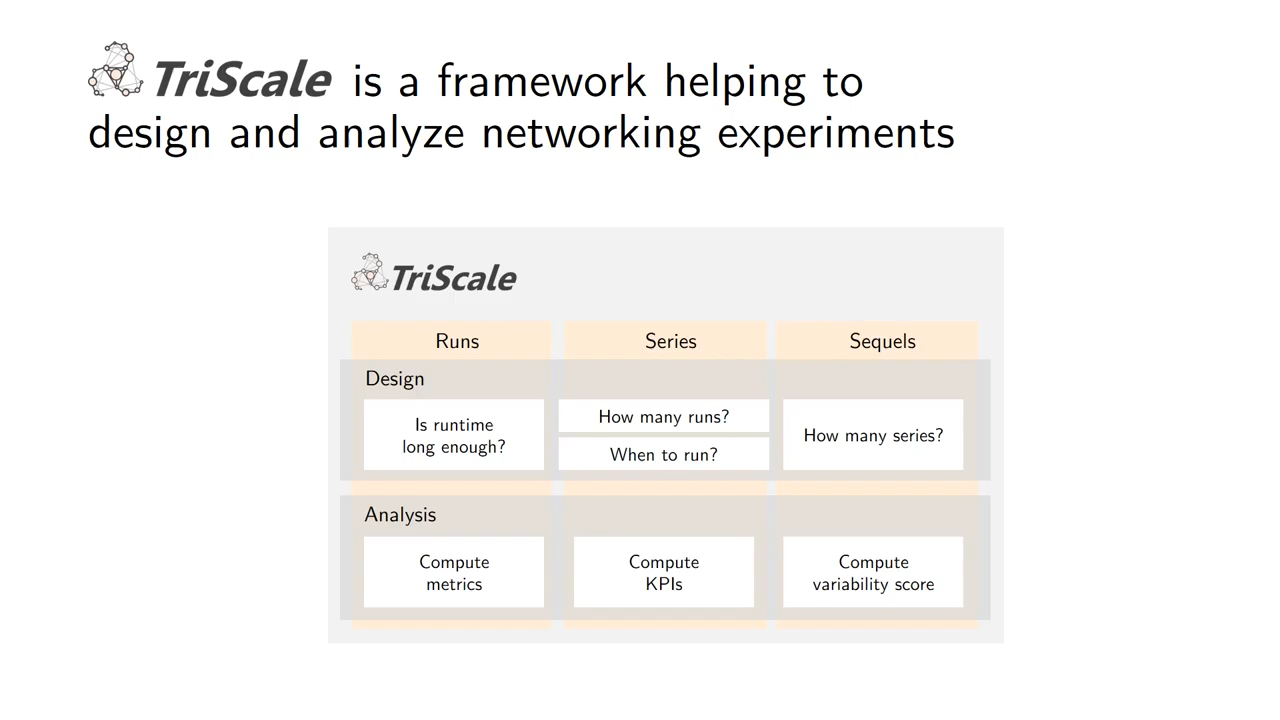 TriScale is a framework helping to
design and analyze networking experiments
TriScale
Runs
Series
Sequels
Design
Is runtime
long enough?
How many runs?
When to run?
How many series?
Analysis
Compute
metrics
Compute
KPIs
Compute
variability score